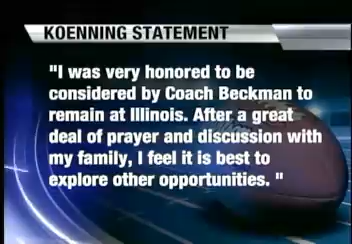 KOENNING STATEMENT
"I was very honored to be
considered by Coach Beckman to
remain at Illinois. After a great
deal of prayer and discussion with
my family, I feel it is best to
explore other opportunities. "